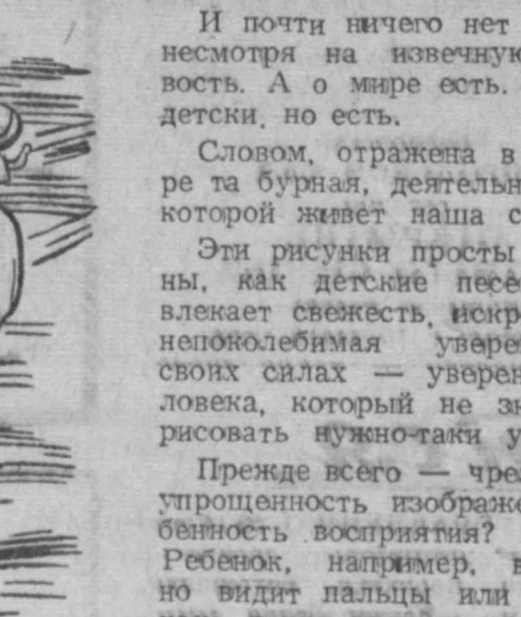 И почти ничего нет
несмотря на извечную
вость. А о мире есть.
детски, но есть.
Словом, отражена в
ре та бурная, деятельн
которой живет наша с
Эти рисунки просты
ны, как детские песе
влекает свежесть, искр
непоколебимая увере
своих силах — уверен
ловека, который не зн
рисовать нужно-таки у
Прежде всего — чре
упрощенность изображе
бенность восприятия?
Ребенок, например, в
но видит пальцы или